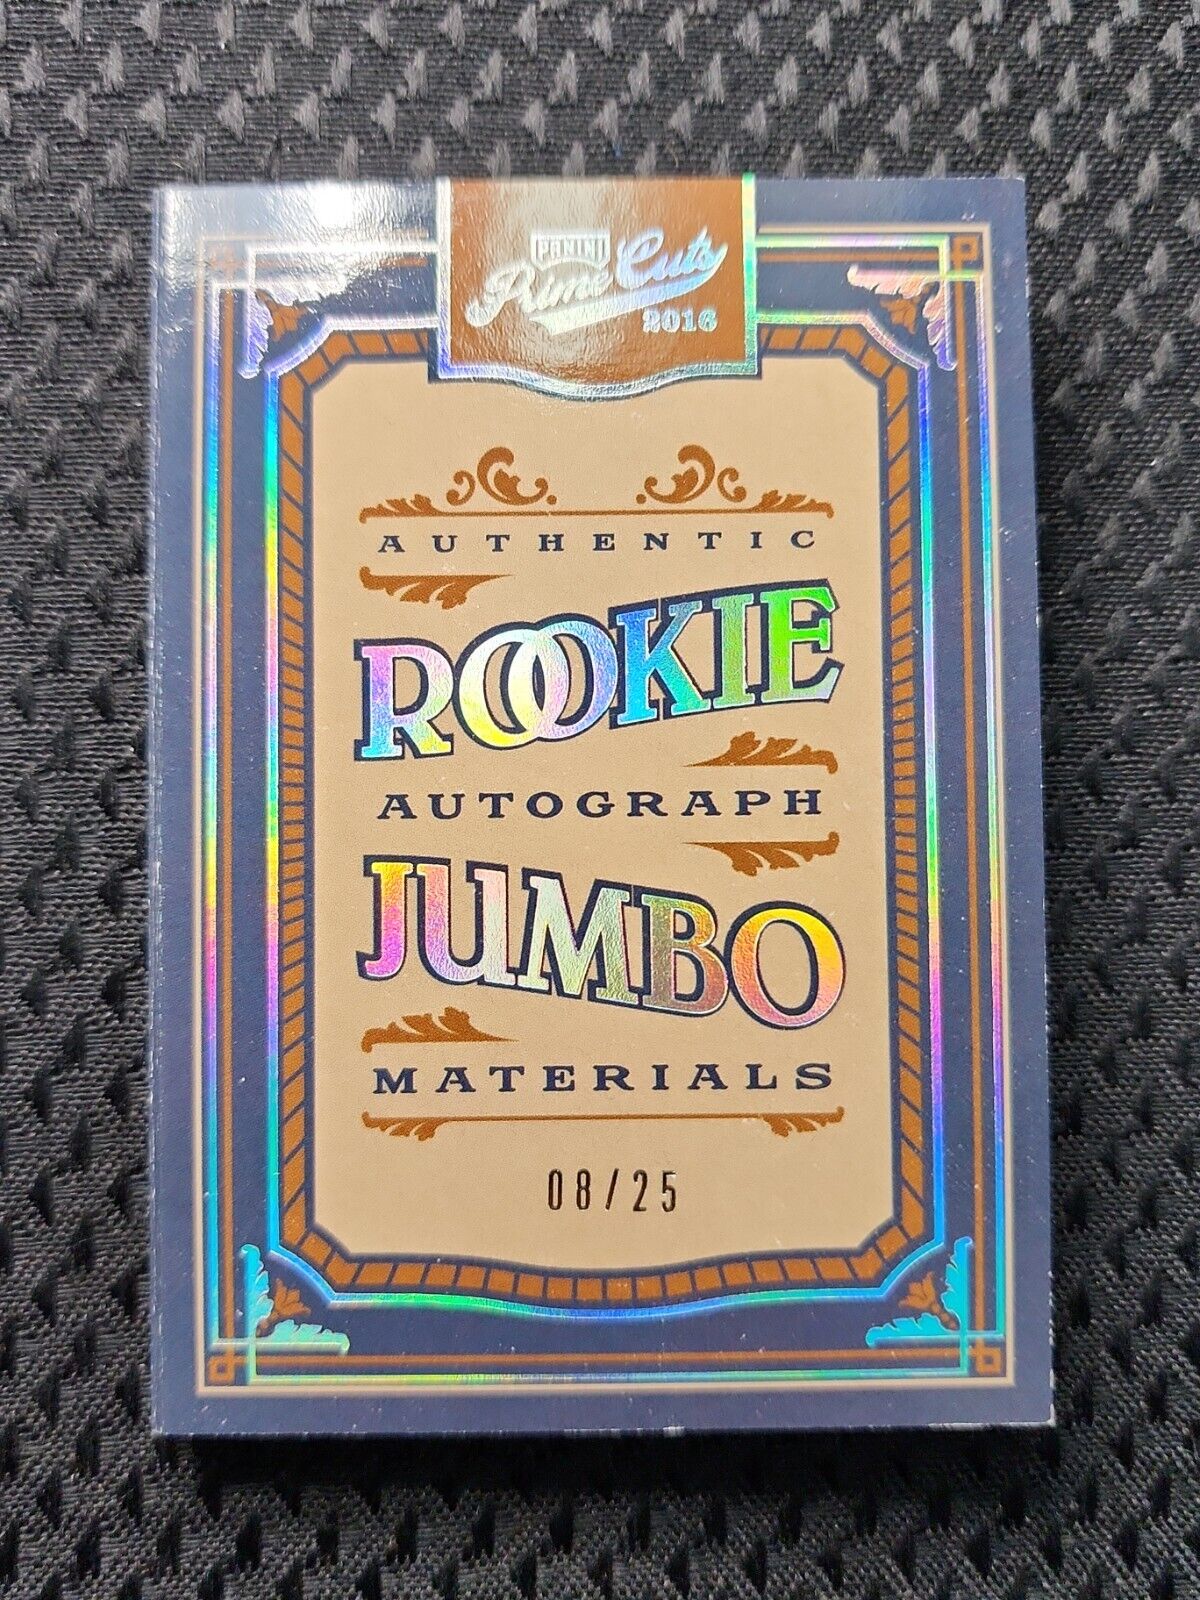 PANINI
Prime Cuts
2016
AUTHENTIC
ROOKIE
AUTOGRAPH
JUMBO
MATERIALS
08/25